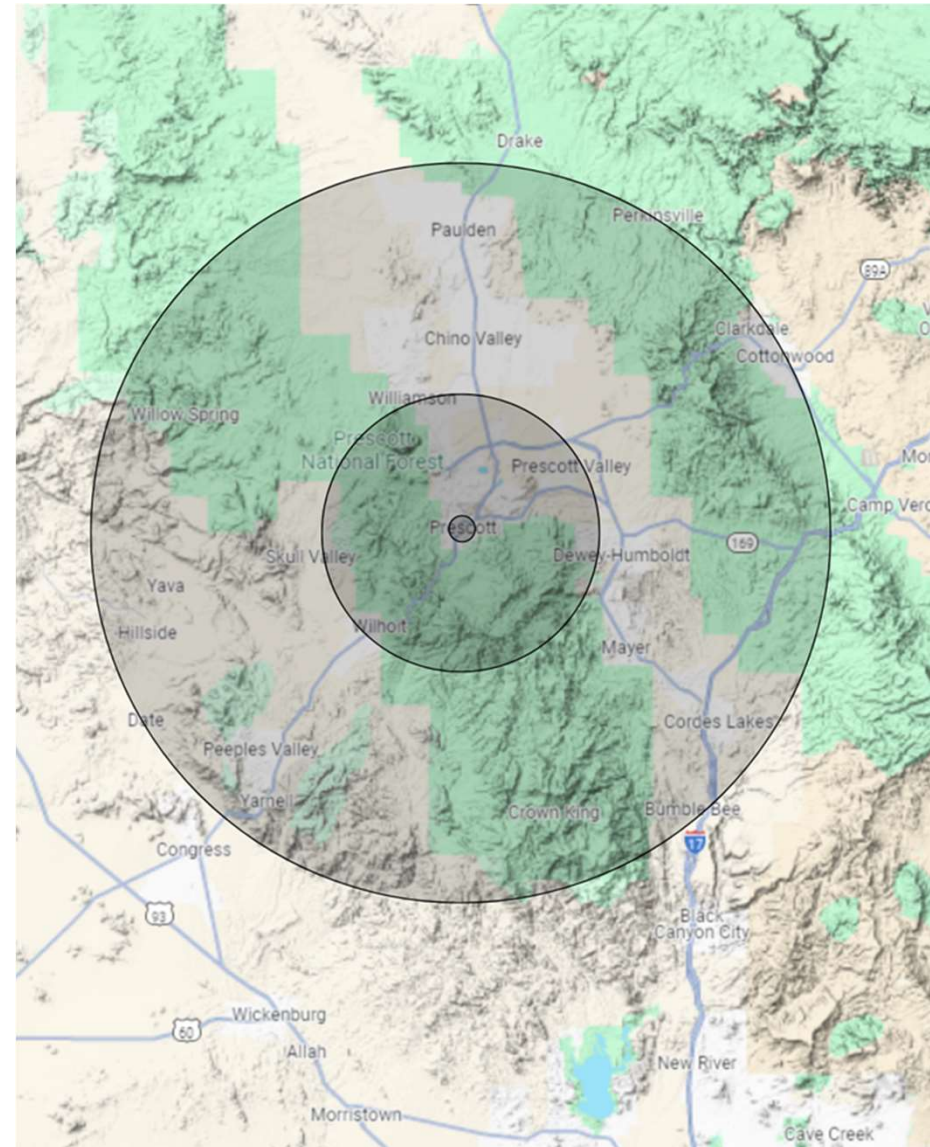 Drake
Perkinsville
Paulden
89A
Clarkdale
Chino Valley
Cottonwood
Williamson
Willow Spring
Prescott
National Forest
Prescott Valley
Camp Verd
Prescott
169
Dewey-Humboldt
Skull Valley
Yava
Wilhoit
Hillside
Mayer
Date
Cordes Lakes
Peeples Valley
Yarnell
Crown King
Bumble Bee
17
Congress
93
Black
Canyon City
Wickenburg
60
Allah
New River
Morristown
Cave Creek